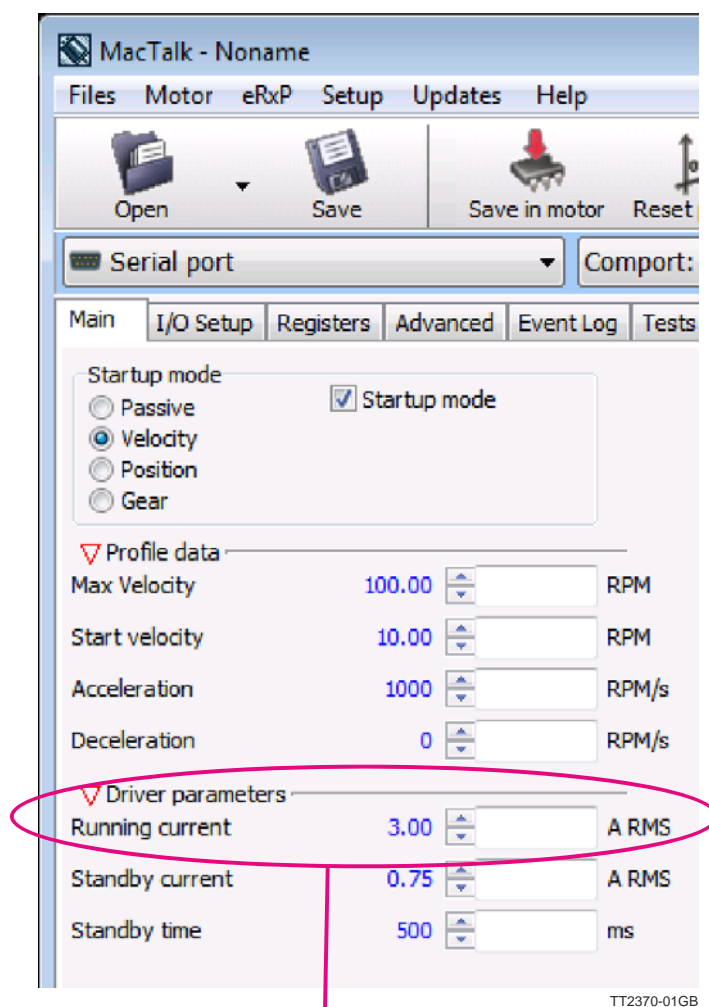 MacTalk - Noname
Files Motor eRxP Setup Updates Help
Open Save Save in motor Reset
Serial port Comport:
Main I/O Setup Registers Advanced Event Log Tests
Startup mode
Startup mode
Passive
Velocity
Position
Gear
Profile data
Max Velocity 100.00 RPM
Start velocity 10.00 RPM
Acceleration 1000 RPM/s
Deceleration 0 RPM/s
Driver parameters
Running current 3.00 A RMS
Standby current 0.75 A RMS
Standby time 500 ms
TT2370-01GB